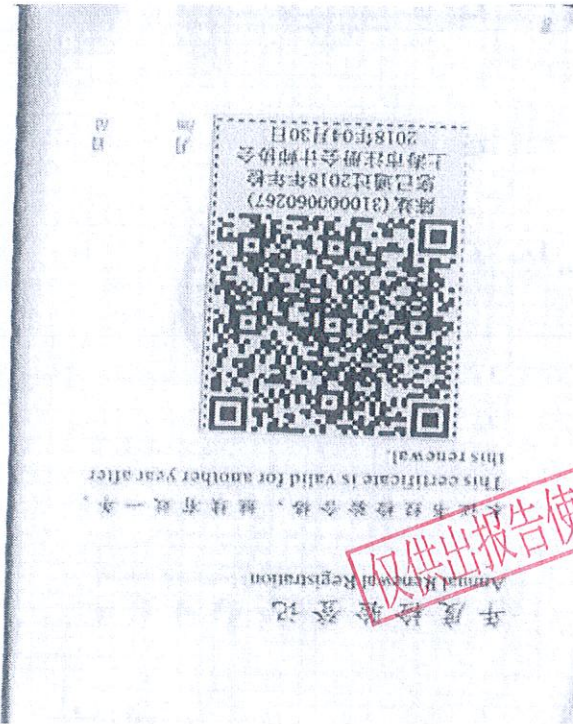 年度检验登记
Annual Renewal Registration
本证书经检验合格，继续有效一年。
This certificate is valid for another year after
this renewal.
(310000060267)
您已通过2018年年检
上海市注册会计师协会
2018年04月30日
月 日
仅供出报告使
8